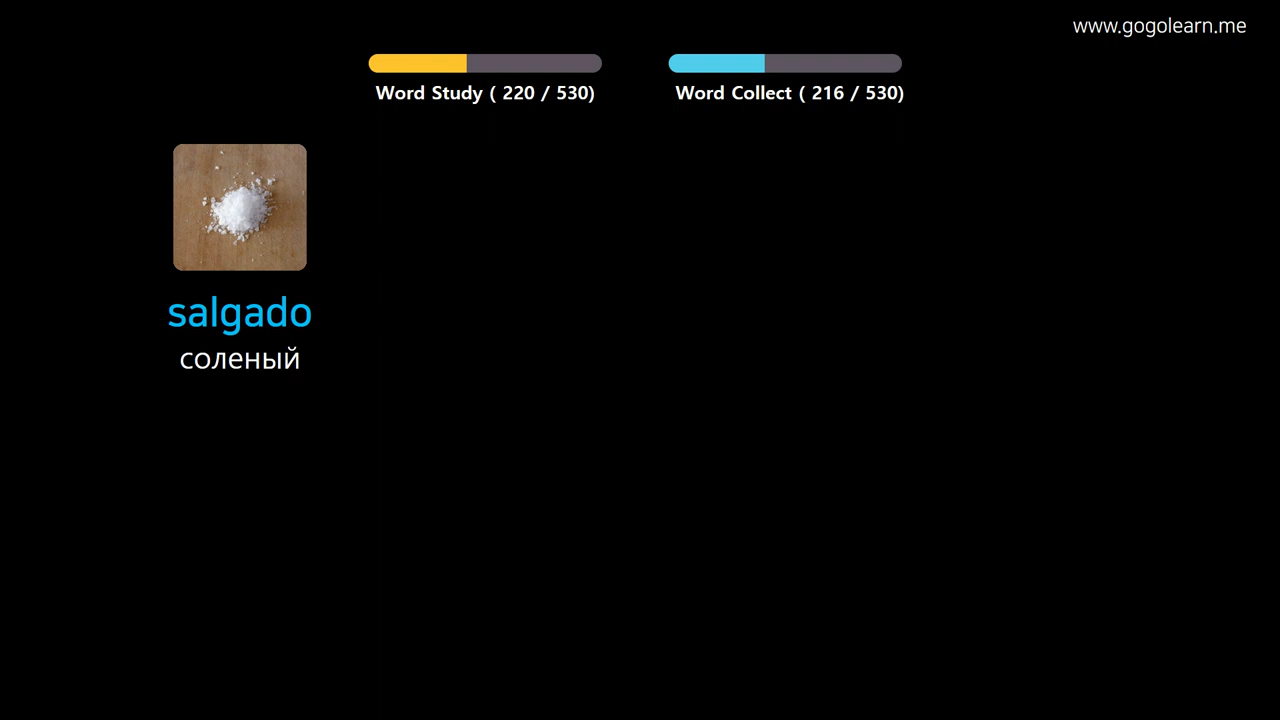 www.gogolearn.me
Word Study ( 220 / 530)
Word Collect ( 216 / 530)
salgado
соленый